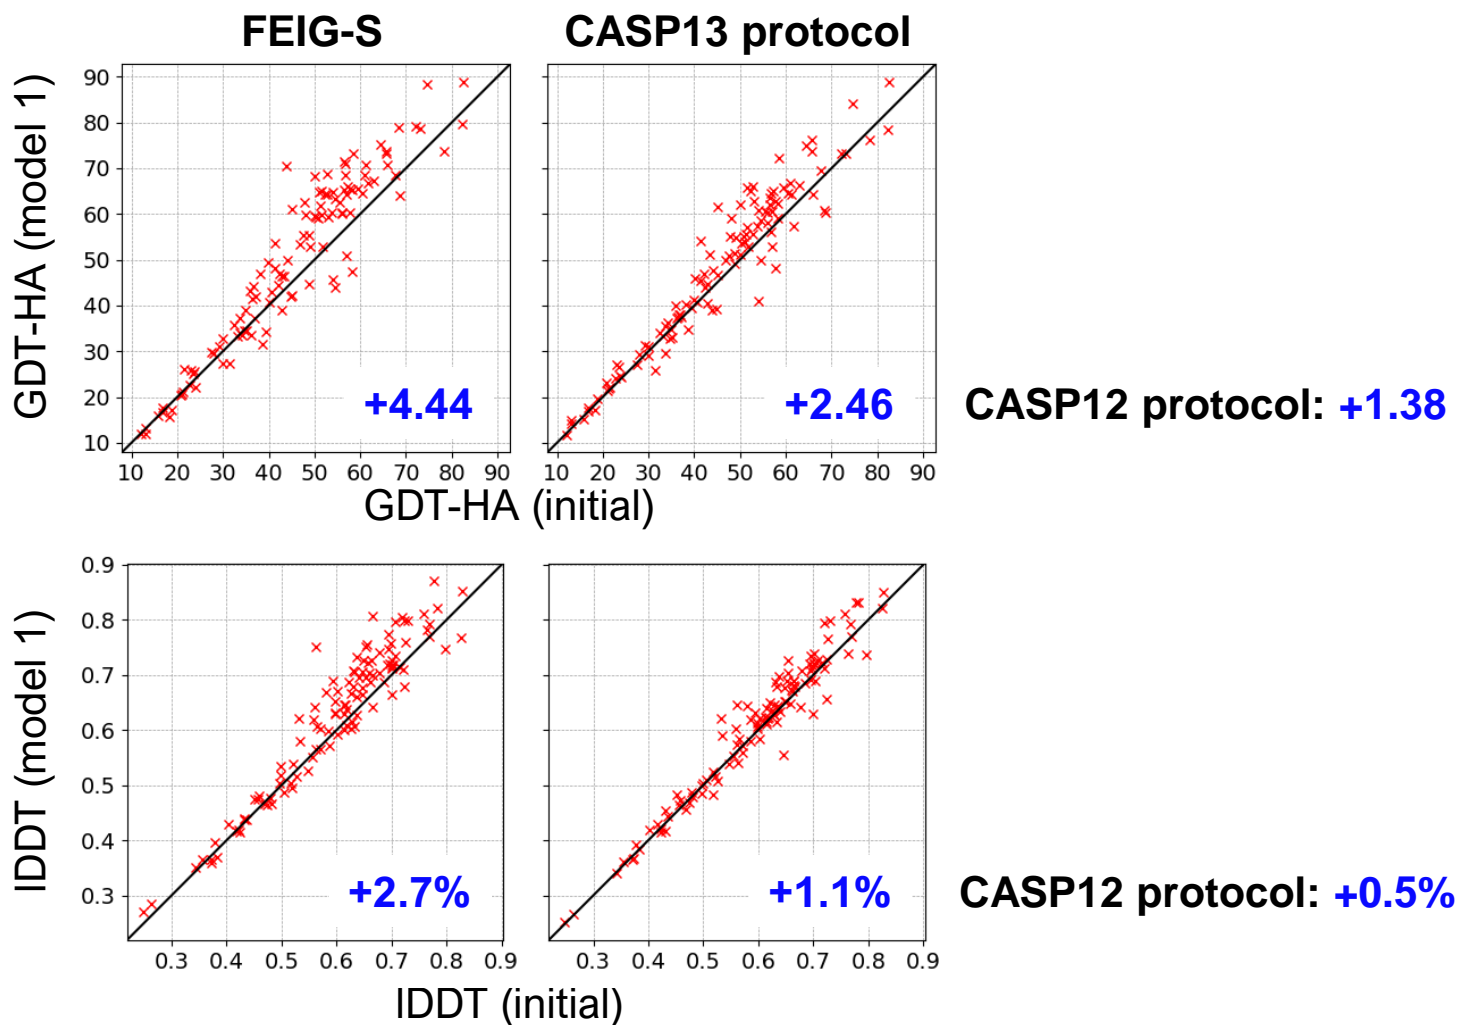 FEIG-S
CASP13 protocol
GDT-HA (model 1)
90
80
70
60
50
40
30
20
10
+4.44
+2.46
CASP12 protocol: +1.38
10 20 30 40 50 60 70 80 90
10 20 30 40 50 60 70 80 90
GDT-HA (initial)
lDDT (model 1)
0.9
0.8
0.7
0.6
0.5
0.4
0.3
+2.7%
+1.1%
CASP12 protocol: +0.5%
0.3 0.4 0.5 0.6 0.7 0.8 0.9
0.3 0.4 0.5 0.6 0.7 0.8 0.9
lDDT (initial)